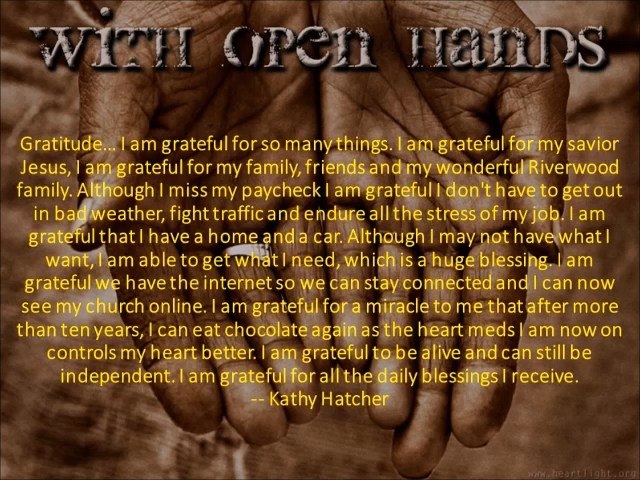 With Open Hands
Gratitude... I am grateful for so many things. I am grateful for my savior
Jesus, I am grateful for my family, friends and my wonderful Riverwood
family. Although I miss my paycheck I am grateful I don't have to get out
in bad weather, fight traffic and endure all the stress of my job. I am
grateful that I have a home and a car. Although I may not have what I
want, I am able to get what I need, which is a huge blessing. I am
grateful we have the internet so we can stay connected and I can now
see my church online. I am grateful for a miracle to me that after more
than ten years, I can eat chocolate again as the heart meds I am now on
controls my heart better. I am grateful to be alive and can still be
independent. I am grateful for all the daily blessings I receive.
-- Kathy Hatcher
www.heartlight.org